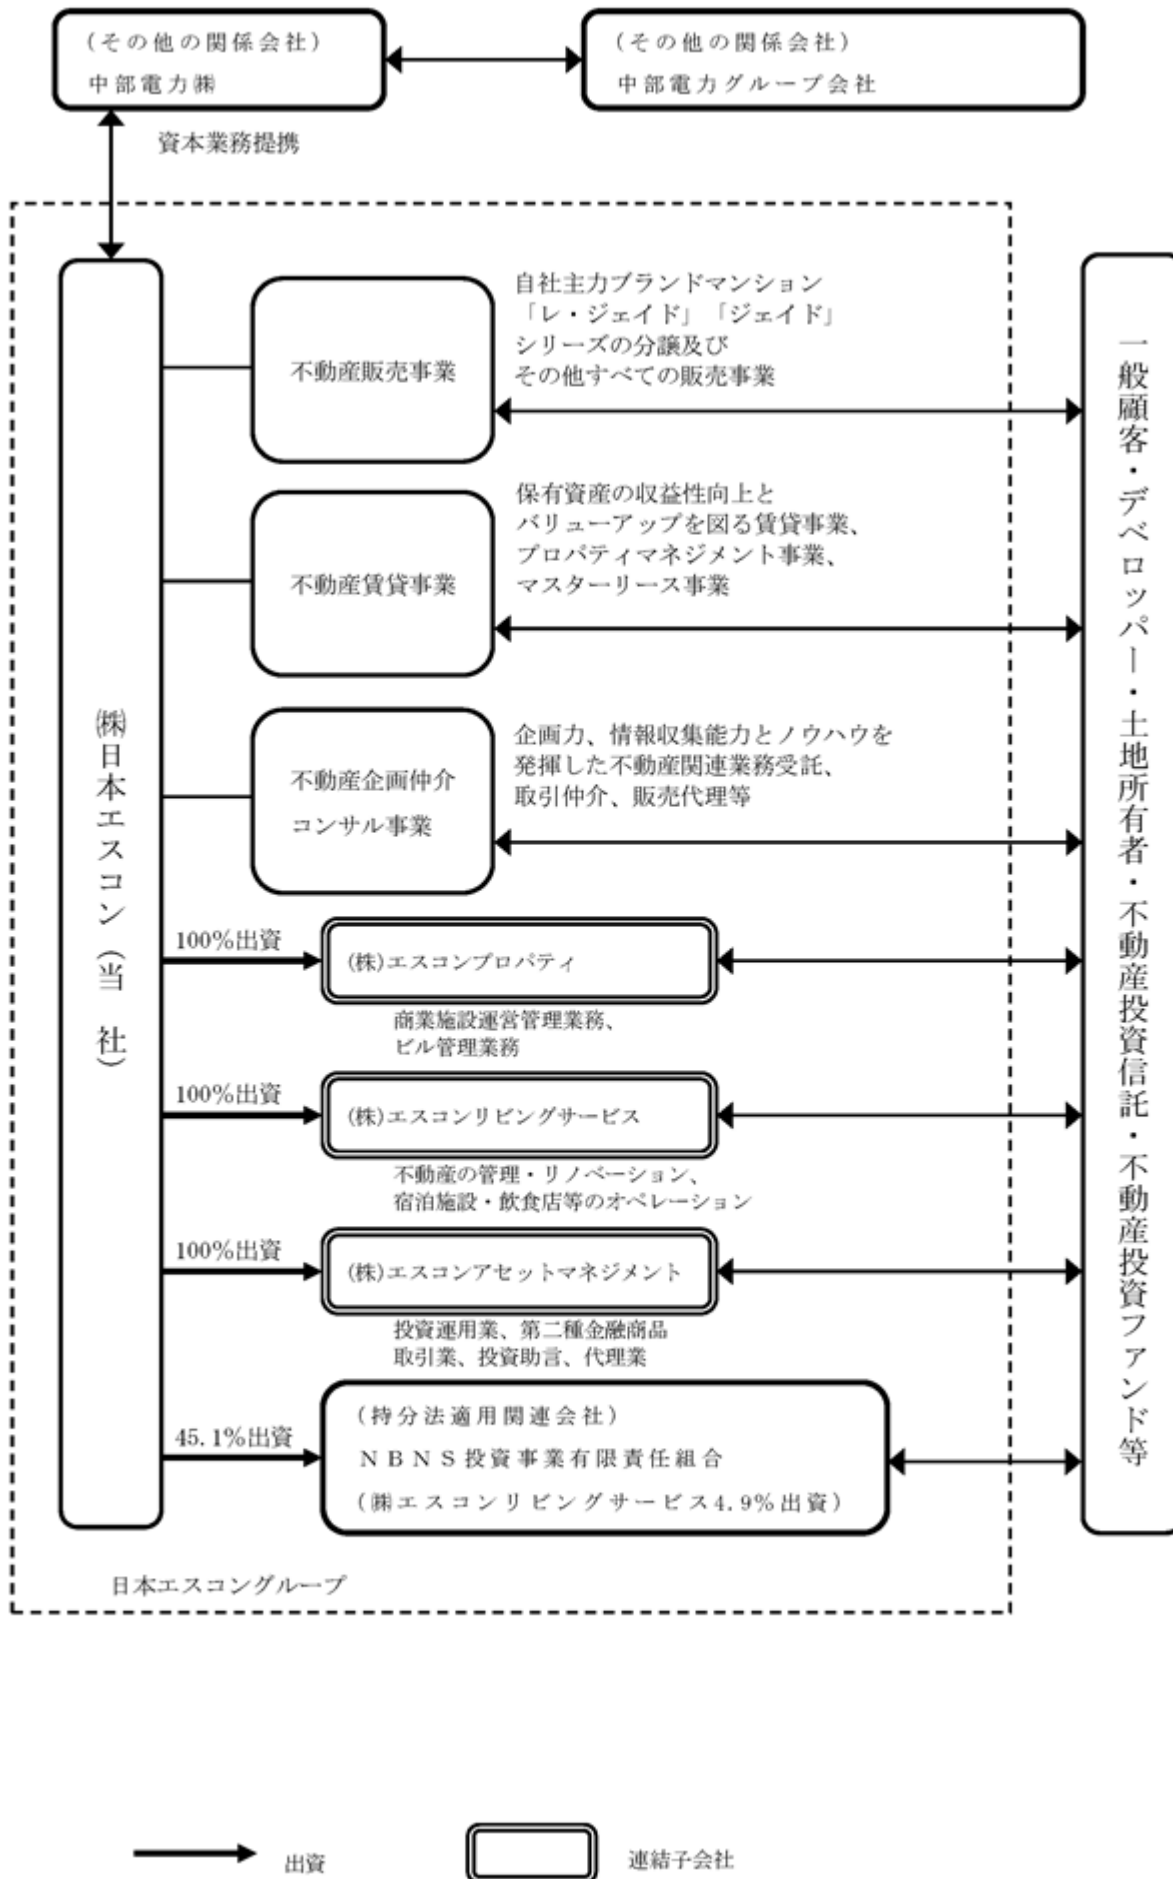 (その他の関係会社)
中部電力㈱
(その他の関係会社)
中部電力グループ会社
資本業務提携
㈱日本エスコン(当 社)
不動産販売事業
自社主力ブランドマンション
「レ・ジェイド」「ジェイド」
シリーズの分譲及び
その他すべての販売事業
不動産賃貸事業
保有資産の収益性向上と
バリューアップを図る賃貸事業、
プロパティマネジメント事業、
マスターリース事業
不動産企画仲介
コンサル事業
企画力、情報収集能力とノウハウを
発揮した不動産関連業務受託、
取引仲介、販売代理等
100%出資
(株)エスコンプロパティ
商業施設運営管理業務、
ビル管理業務
100%出資
(株)エスコンリビングサービス
不動産の管理・リノベーション、
宿泊施設・飲食店等のオペレーション
100%出資
(株)エスコンアセットマネジメント
投資運用業、第二種金融商品
取引業、投資助言、代理業
45.1%出資
(持分法適用関連会社)
NBNS投資事業有限責任組合
(㈱エスコンリビングサービス4.9%出資)
一般顧客・デベロッパー・土地所有者・不動産投資信託・不動産投資ファンド等
日本エスコングループ
出資
連結子会社